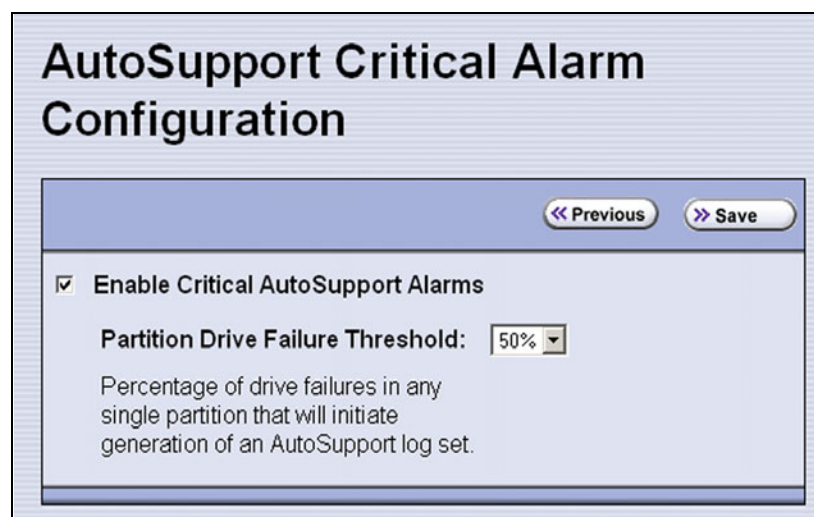 AutoSupport Critical Alarm
Configuration
Previous
Save
Enable Critical AutoSupport Alarms
Partition Drive Failure Threshold: 50%
Percentage of drive failures in any
single partition that will initiate
generation of an AutoSupport log set.